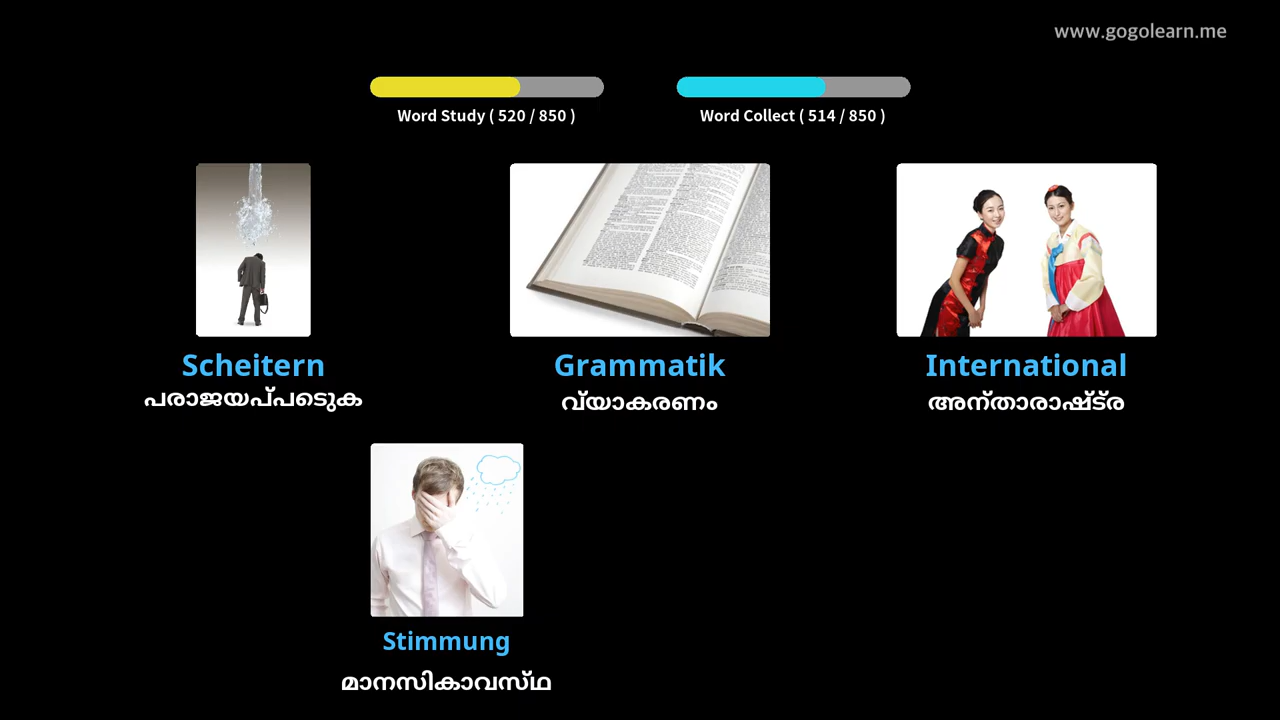 www.gogolearn.me
Word Study ( 520 / 850 )
Word Collect ( 514 / 850 )
Scheitern
Grammatik
International
പരാജയപ്പെടുക
വ്യാകരണം
അന്താരാഷ്ട്ര
Stimmung
മാനസികാവസ്ഥ